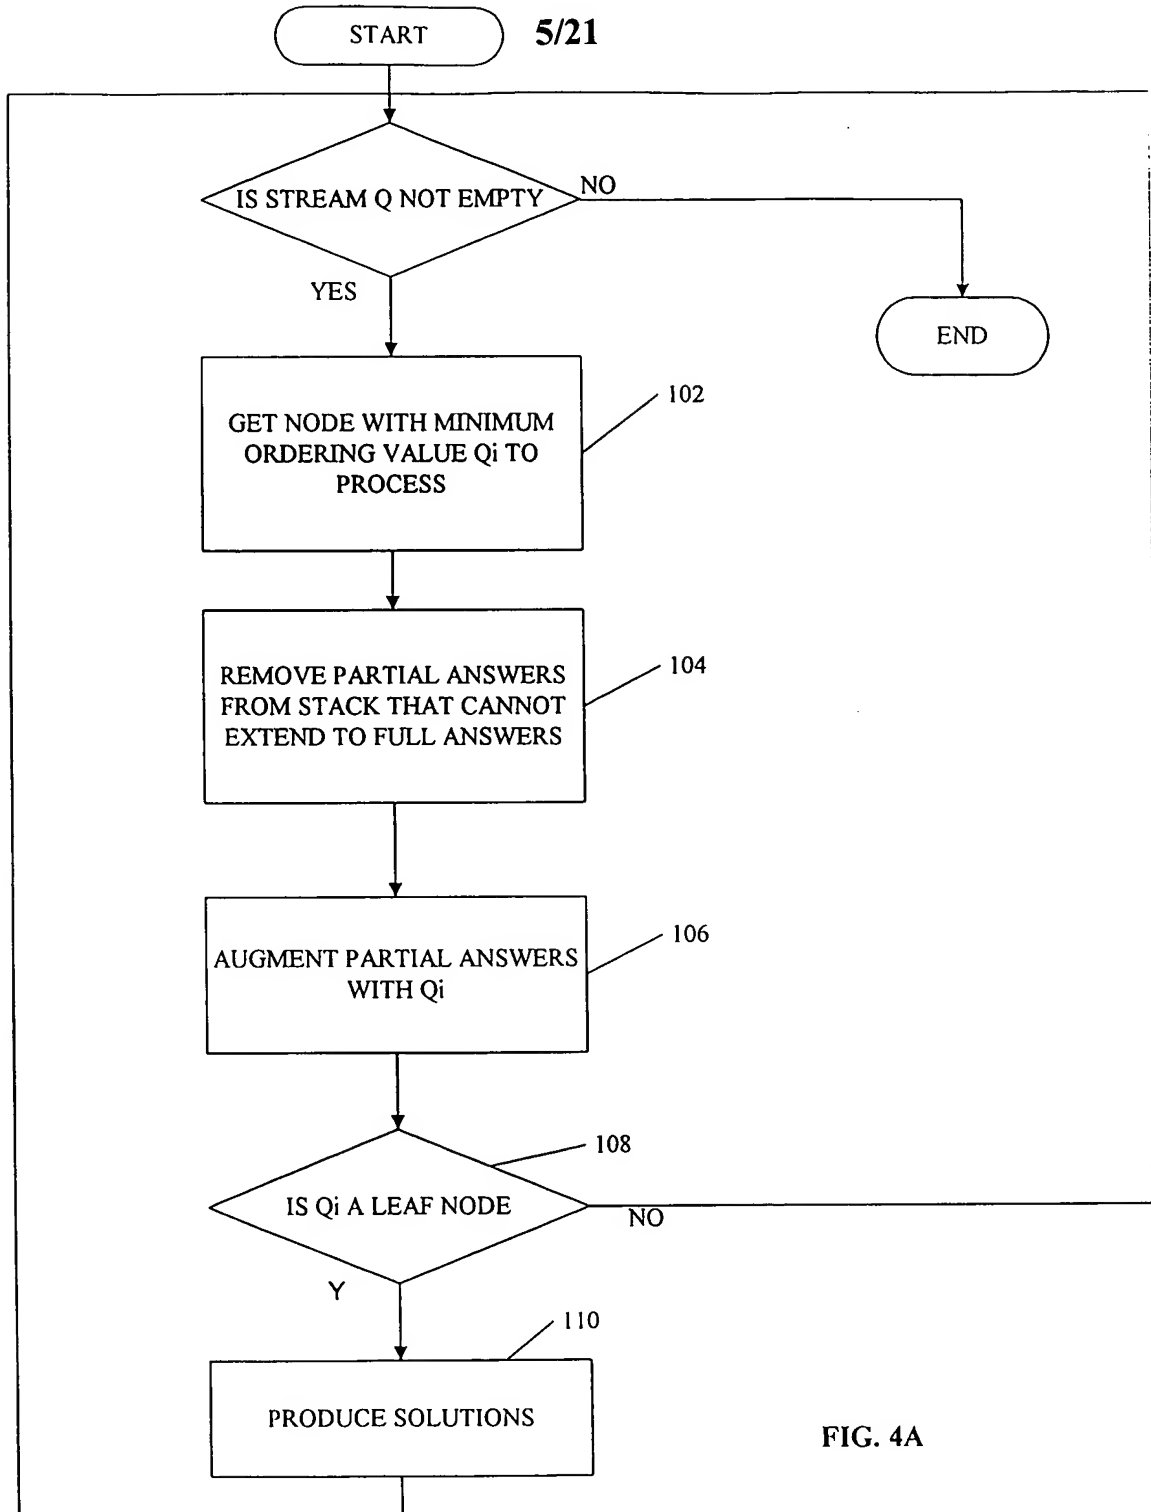 START
5/21
IS STREAM Q NOT EMPTY
NO
YES
END
GET NODE WITH MINIMUM
ORDERING VALUE Qi TO
PROCESS
102
REMOVE PARTIAL ANSWERS
FROM STACK THAT CANNOT
EXTEND TO FULL ANSWERS
104
AUGMENT PARTIAL ANSWERS
WITH Qi
106
108
IS Qi A LEAF NODE
NO
Y
110
PRODUCE SOLUTIONS
FIG. 4A